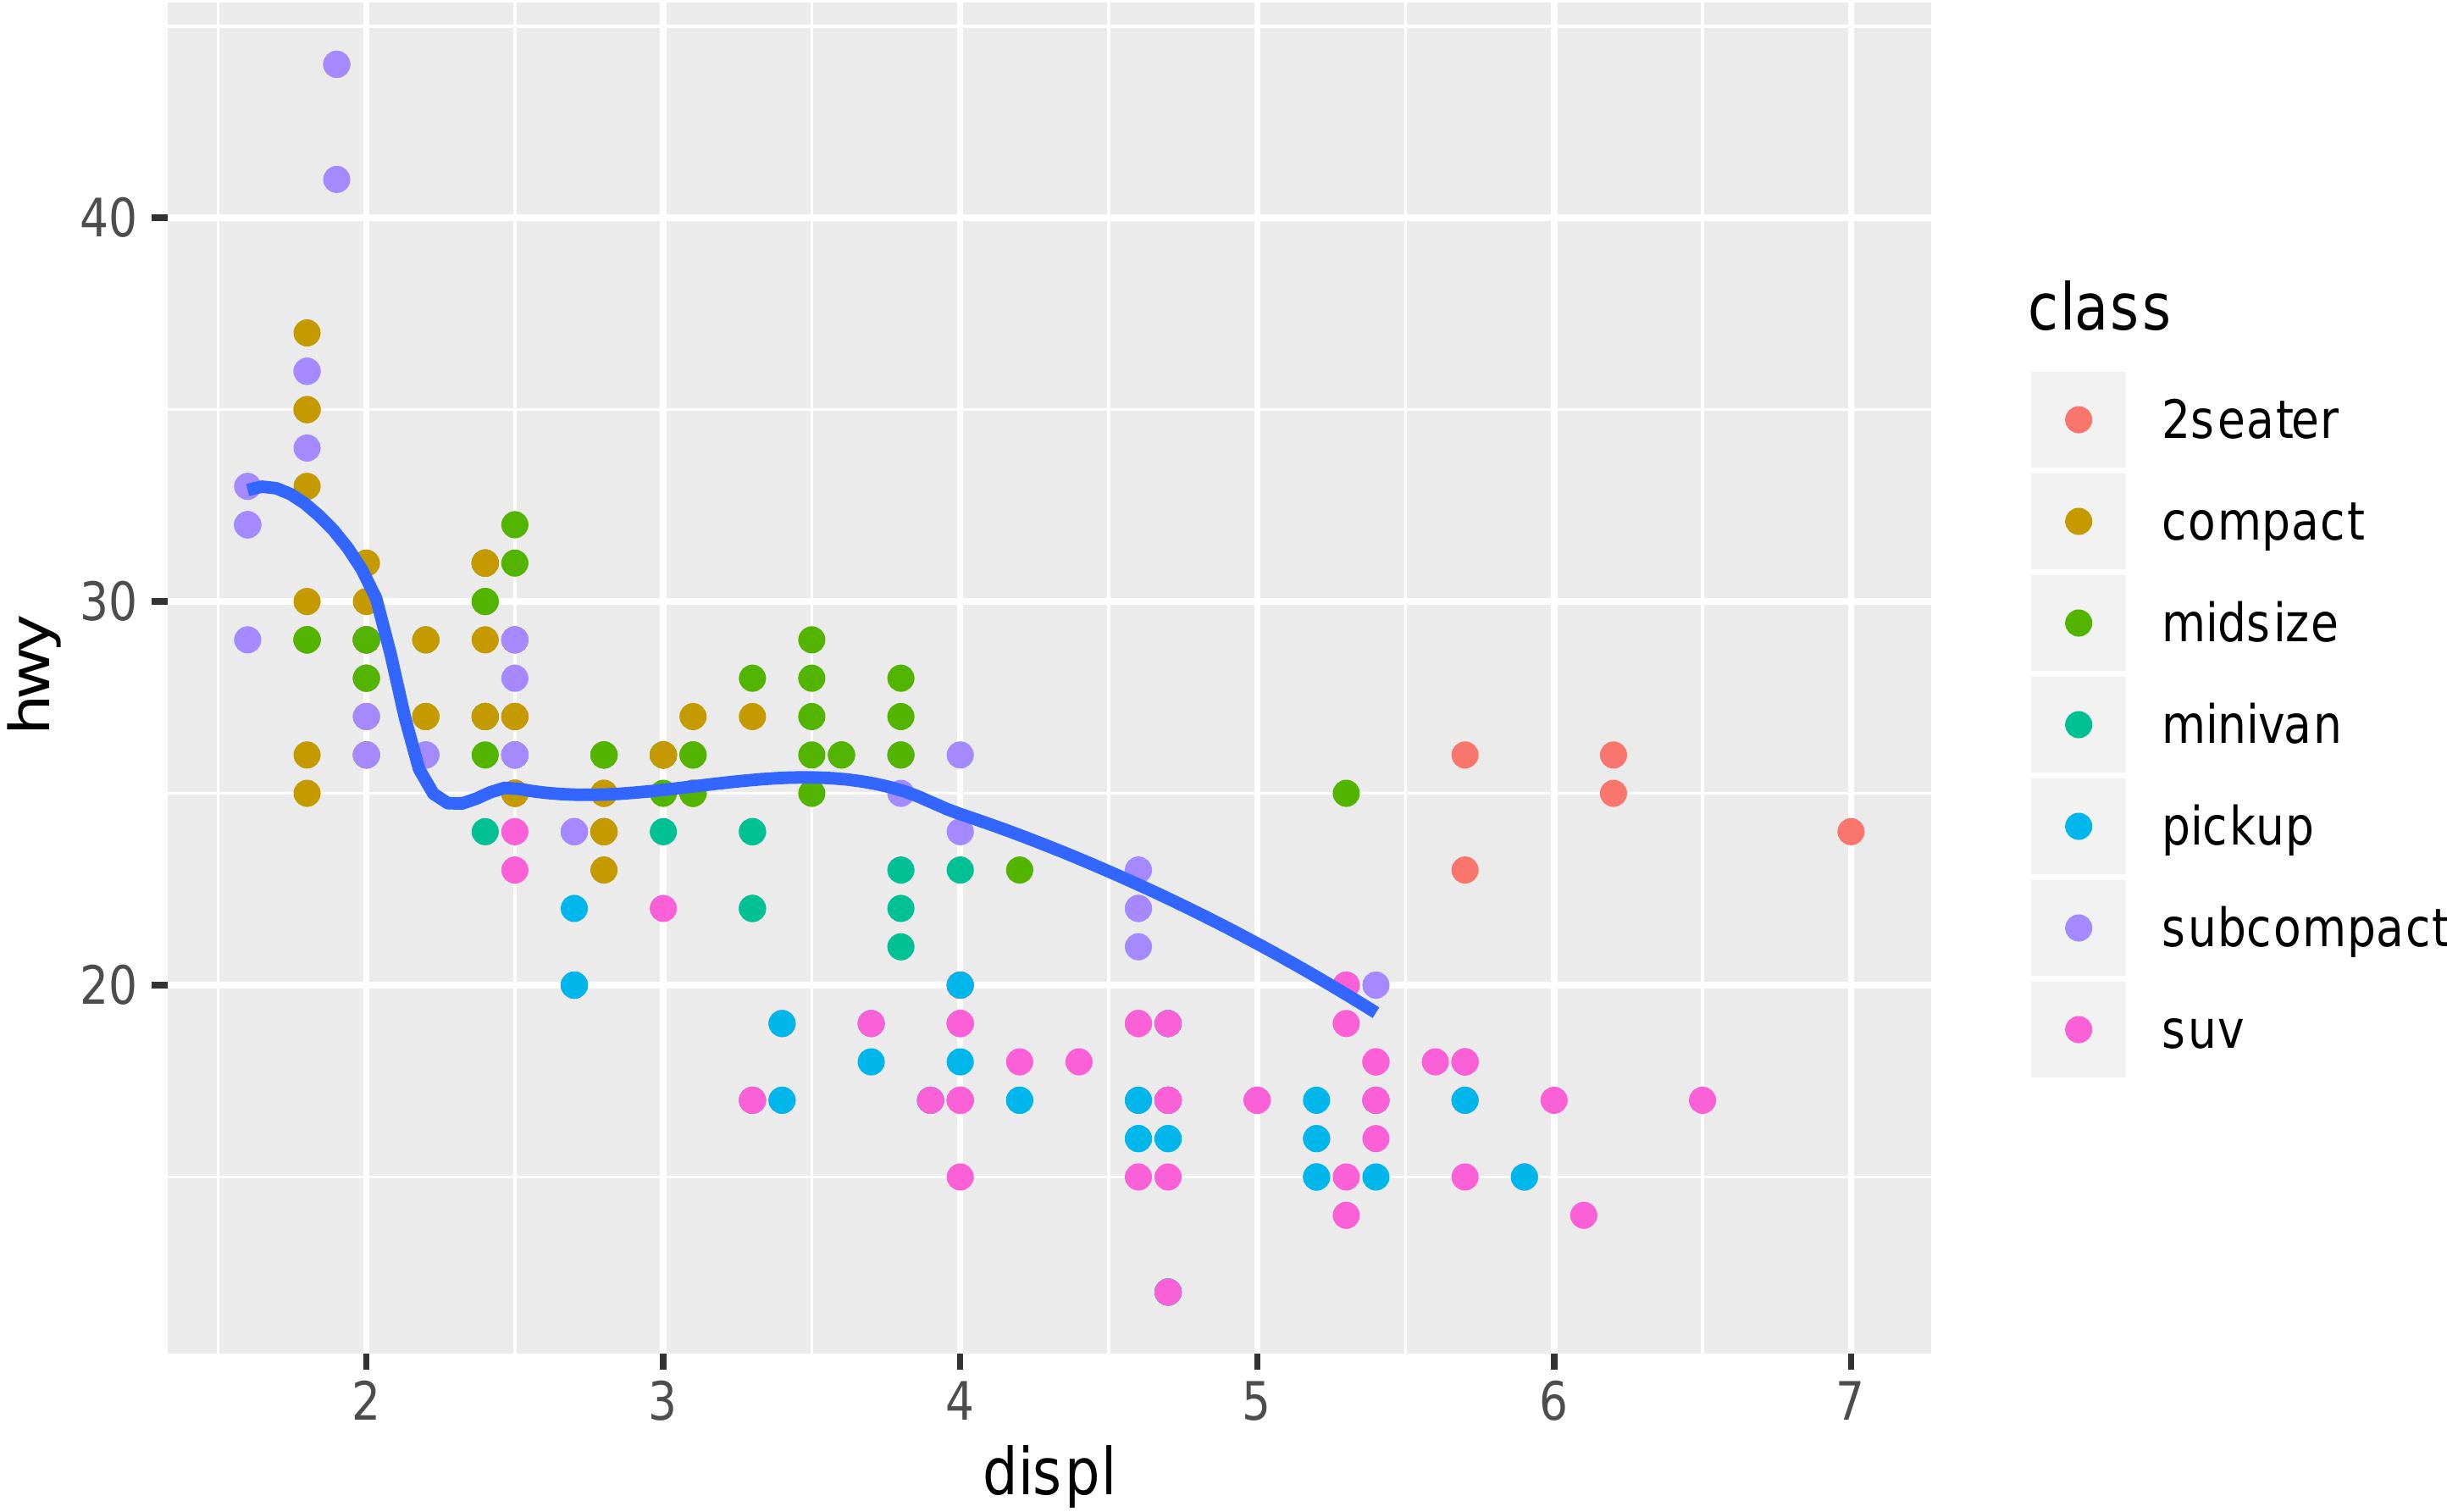 hwy
40
30
20
2
3
4
5
6
7
displ
class
2seater
compact
midsize
minivan
pickup
subcompact
suv